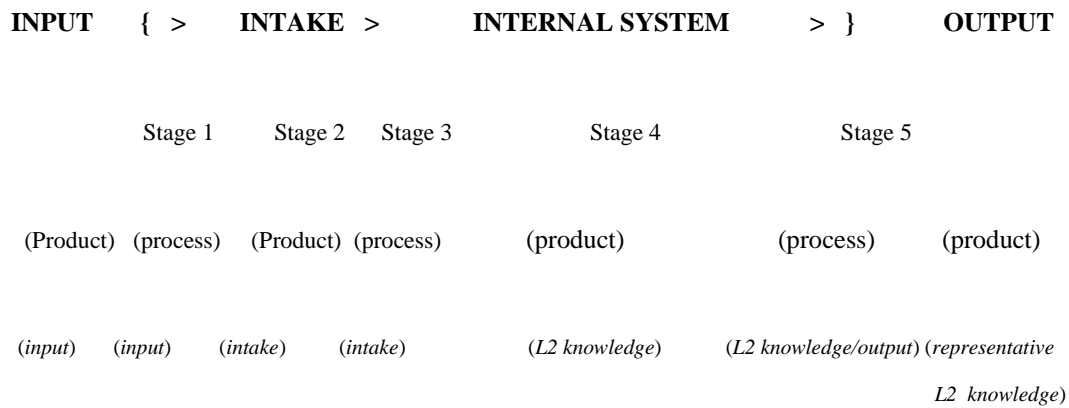 INPUT { > INTAKE > INTERNAL SYSTEM > } OUTPUT
Stage 1 Stage 2 Stage 3 Stage 4 Stage 5
(Product) (process) (Product) (process) (product) (process) (product)
(input) (input) (intake) (intake) (L2 knowledge) (L2 knowledge/output) (representative
L2 knowledge)